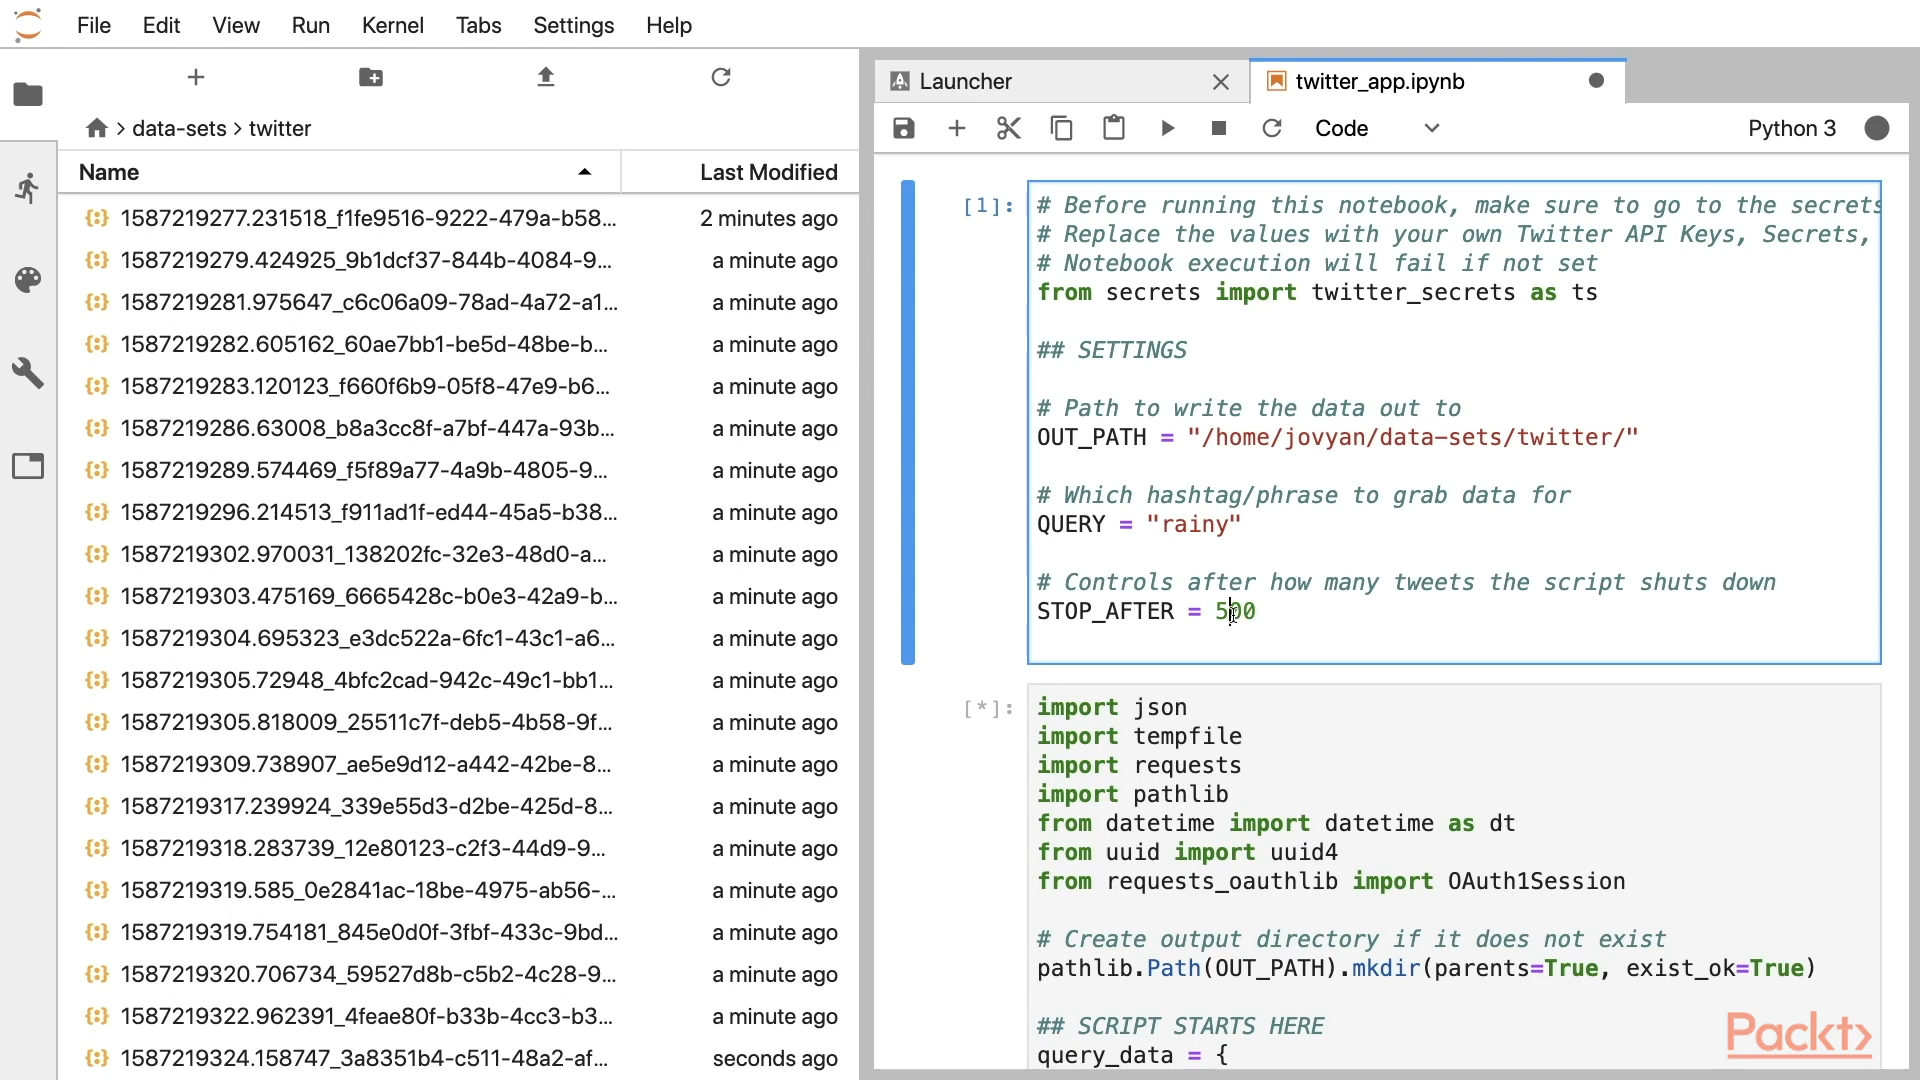 File Edit View Run Kernel Tabs Settings Help
> data-sets > twitter
Name Last Modified
1587219277.231518_f1fe9516-9222-479a-b58... 2 minutes ago
1587219279.424925_9b1dcf37-844b-4084-9... a minute ago
1587219281.975647_c6c06a09-78ad-4a72-a1... a minute ago
1587219282.605162_60ae7bb1-be5d-48be-b... a minute ago
1587219283.120123_f660f6b9-05f8-47e9-b6... a minute ago
1587219286.63008_b8a3cc8f-a7bf-447a-93b... a minute ago
1587219289.574469_f5f89a77-4a9b-4805-9... a minute ago
1587219296.214513_f911ad1f-ed44-45a5-b38... a minute ago
1587219302.970031_138202fc-32e3-48d0-a... a minute ago
1587219303.475169_6665428c-b0e3-42a9-b... a minute ago
1587219304.695323_e3dc522a-6fc1-43c1-a6... a minute ago
1587219305.72948_4bfc2cad-942c-49c1-bb1... a minute ago
1587219305.818009_25511c7f-deb5-4b58-9f... a minute ago
1587219309.738907_ae5e9d12-a442-42be-8... a minute ago
1587219317.239924_339e55d3-d2be-425d-8... a minute ago
1587219318.283739_12e80123-c2f3-44d9-9... a minute ago
1587219319.585_0e2841ac-18be-4975-ab56-... a minute ago
1587219319.754181_845e0d0f-3fbf-433c-9bd... a minute ago
1587219320.706734_59527d8b-c5b2-4c28-9... a minute ago
1587219322.962391_4feae80f-b33b-4cc3-b3... a minute ago
1587219324.158747_3a8351b4-c511-48a2-af... seconds ago
Launcher twitter_app.ipynb
Code Python 3
[1]: # Before running this notebook, make sure to go to the secrets
# Replace the values with your own Twitter API Keys, Secrets,
# Notebook execution will fail if not set
from secrets import twitter_secrets as ts
## SETTINGS
# Path to write the data out to
OUT_PATH = "/home/jovyan/data-sets/twitter/"
# Which hashtag/phrase to grab data for
QUERY = "rainy"
# Controls after how many tweets the script shuts down
STOP_AFTER = 500
[*]: import json
import tempfile
import requests
import pathlib
from datetime import datetime as dt
from uuid import uuid4
from requests_oauthlib import OAuth1Session
# Create output directory if it does not exist
pathlib.Path(OUT_PATH).mkdir(parents=True, exist_ok=True)
## SCRIPT STARTS HERE
query_data = {
Packt>